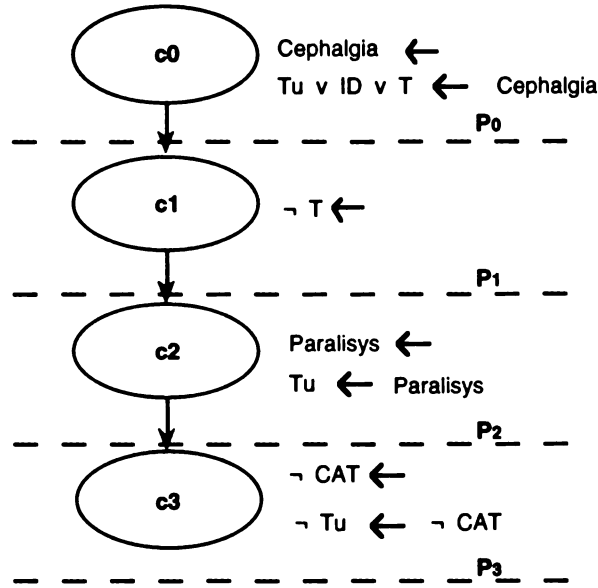 c0
Cephalgia ←
Tu v ID v T ← Cephalgia
P0
c1
¬ T ←
P1
c2
Paralisys ←
Tu ← Paralisys
P2
c3
¬ CAT ←
¬ Tu ← ¬ CAT
P3